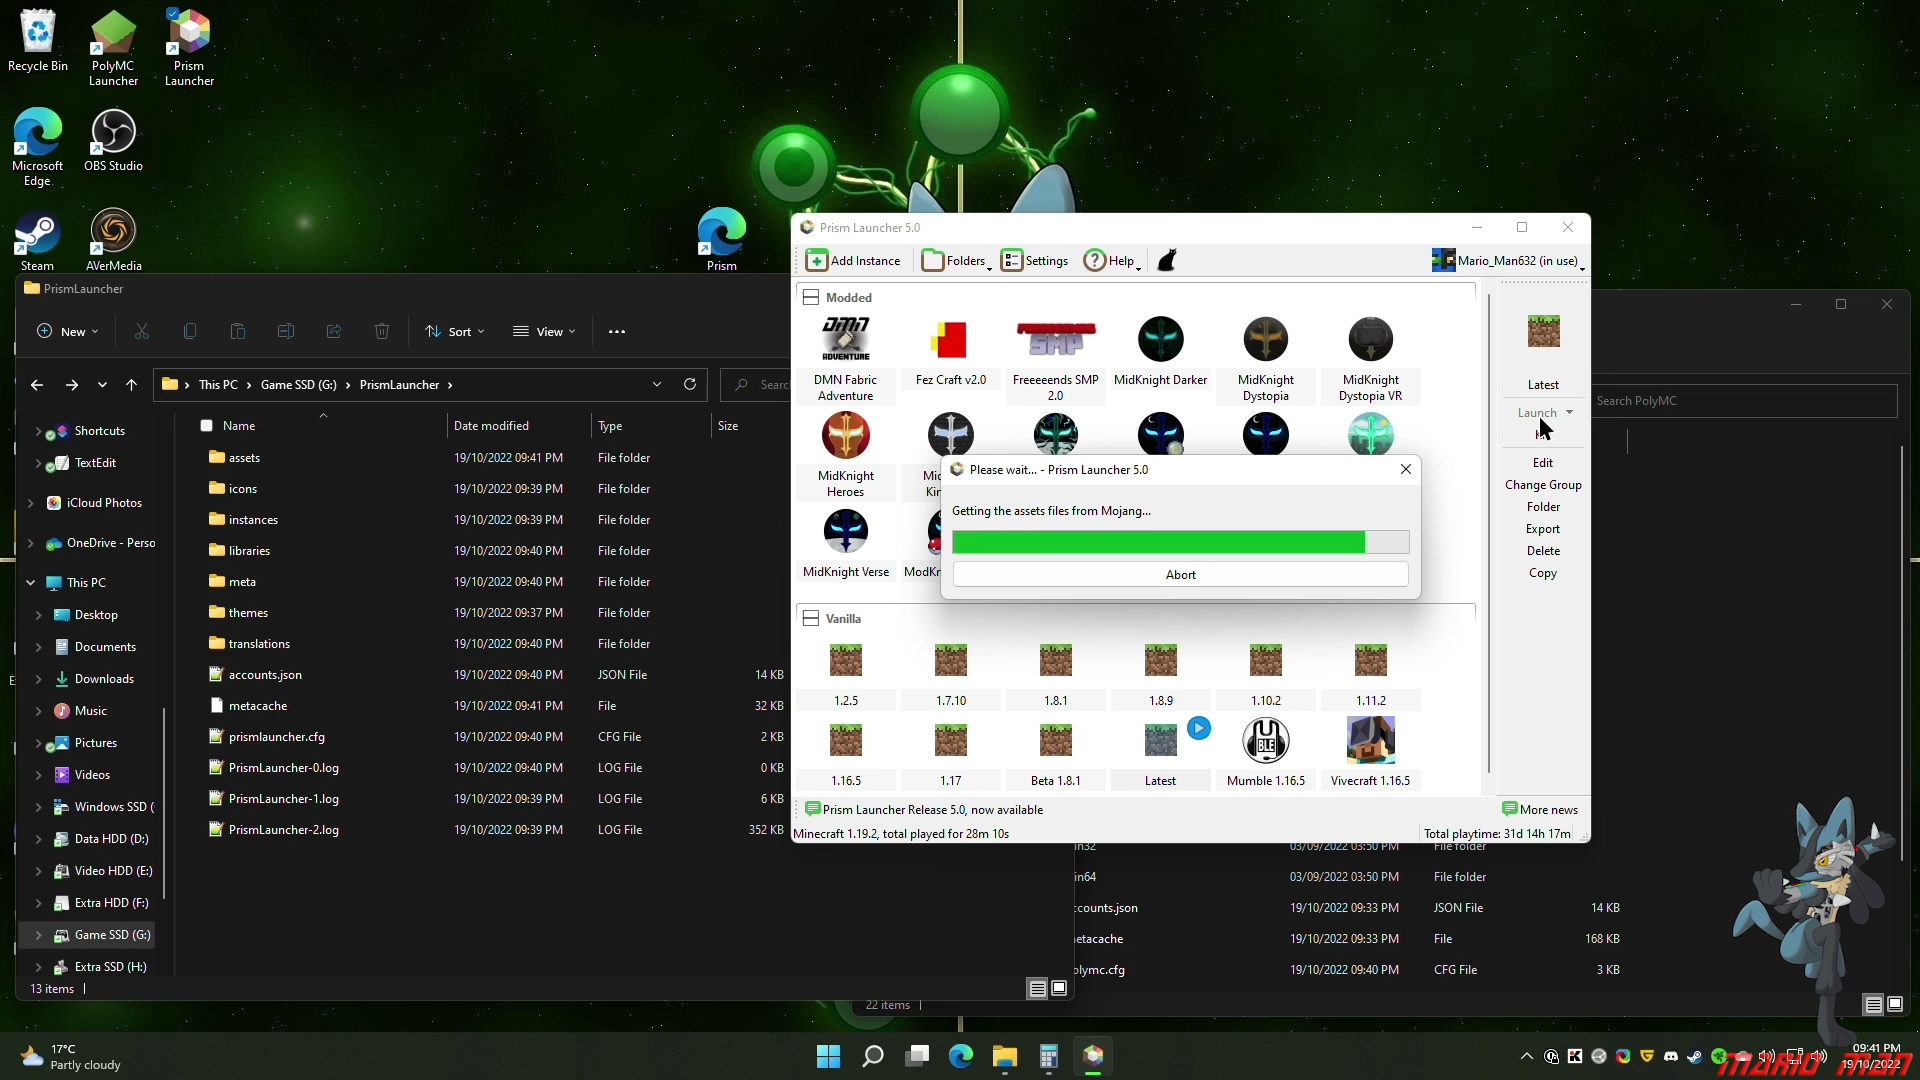 Recycle Bin
PolyMC
Launcher
Prism
Launcher
Microsoft
Edge
OBS Studio
Steam
AVerMedia
Prism
PrismLauncher
New
Sort
View
This PC
Game SSD (G:)
PrismLauncher
Searc
Name
Date modified
Type
Size
Shortcuts
TextEdit
iCloud Photos
OneDrive - Perso
This PC
Desktop
Documents
Downloads
Music
Pictures
Videos
Windows SSD (
Data HDD (D:)
Video HDD (E:)
Extra HDD (F:)
Game SSD (G:)
Extra SSD (H:)
assets 19/10/2022 09:41 PM File folder
icons 19/10/2022 09:39 PM File folder
instances 19/10/2022 09:39 PM File folder
libraries 19/10/2022 09:40 PM File folder
meta 19/10/2022 09:40 PM File folder
themes 19/10/2022 09:37 PM File folder
translations 19/10/2022 09:40 PM File folder
accounts.json 19/10/2022 09:40 PM JSON File 14 KB
metacache 19/10/2022 09:41 PM File 32 KB
prismlauncher.cfg 19/10/2022 09:40 PM CFG File 2 KB
PrismLauncher-0.log 19/10/2022 09:40 PM LOG File 0 KB
PrismLauncher-1.log 19/10/2022 09:39 PM LOG File 6 KB
PrismLauncher-2.log 19/10/2022 09:39 PM LOG File 352 KB
13 items
Prism Launcher 5.0
Add Instance
Folders
Settings
Help
Mario_Man632 (in use)
Modded
DMN
ADVENTURE
SMP
DMN Fabric
Adventure
Fez Craft v2.0
Freeeeends SMP
2.0
MidKnight Darker
MidKnight
Dystopia
MidKnight
Dystopia VR
MidKnight
Heroes
MidKnight Verse
Please wait... - Prism Launcher 5.0
Getting the assets files from Mojang...
Abort
Vanilla
1.2.5
1.7.10
1.8.1
1.8.9
1.10.2
1.11.2
1.16.5
1.17
Beta 1.8.1
Latest
Mumble 1.16.5
Vivecraft 1.16.5
Latest
Launch
Edit
Change Group
Folder
Export
Delete
Copy
Prism Launcher Release 5.0, now available
More news
Minecraft 1.19.2, total played for 28m 10s
Total playtime: 31d 14h 17m
Search PolyMC
in32 03/09/2022 03:50 PM File folder
in64 03/09/2022 03:50 PM File folder
ccounts.json 19/10/2022 09:33 PM JSON File 14 KB
etacache 19/10/2022 09:33 PM File 168 KB
olymc.cfg 19/10/2022 09:40 PM CFG File 3 KB
22 items
17°C
Partly cloudy
09:41 PM
19/10/2022
MARIO MAN